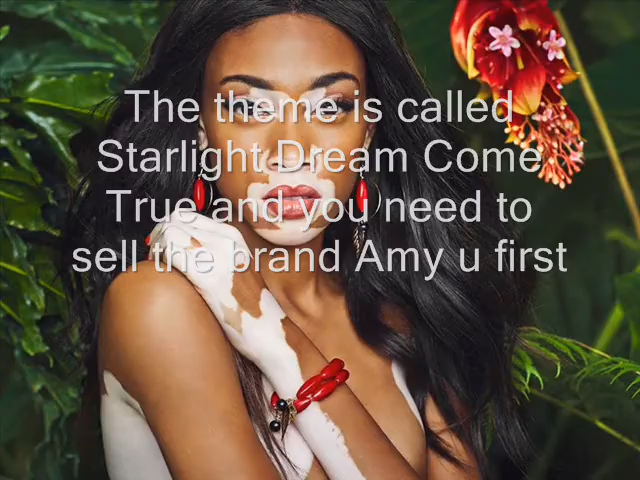 The theme is called
Starlight Dream Come
True and you need to
sell the brand Amy u first